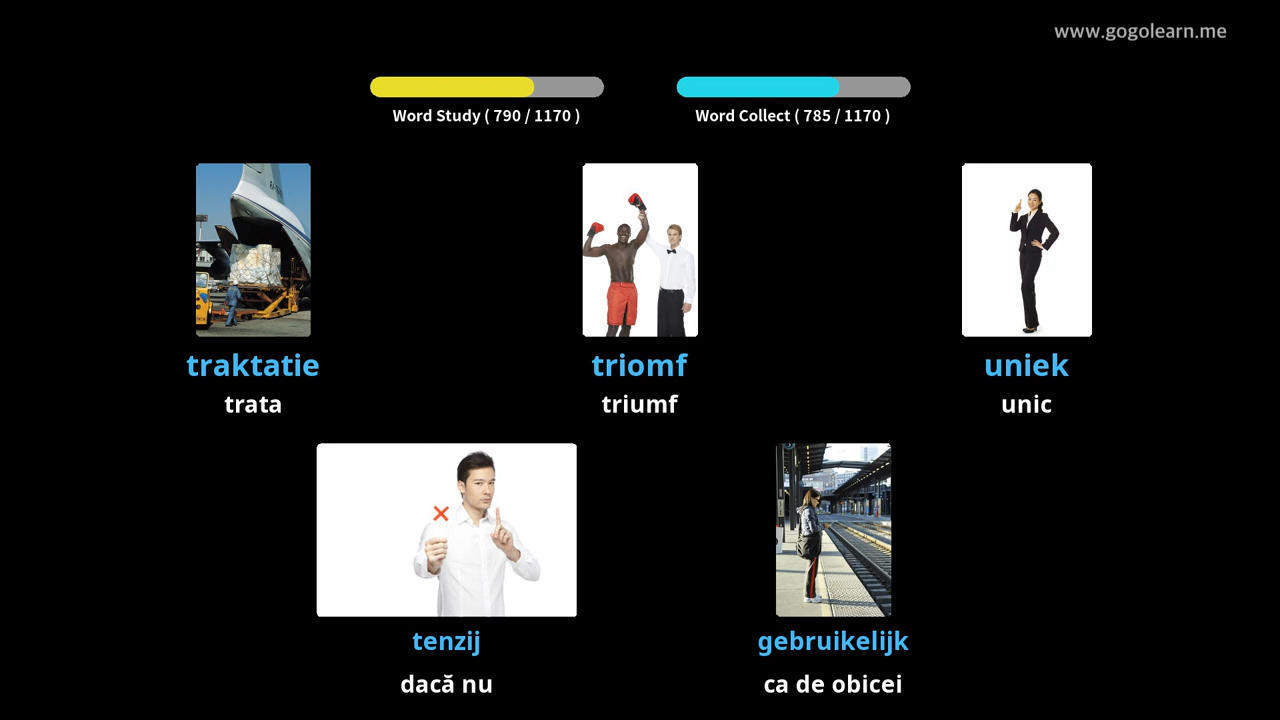 www.gogolearn.me
Word Study ( 790 / 1170 )
Word Collect ( 785 / 1170 )
traktatie
trata
triomf
triumf
uniek
unic
tenzij
dacă nu
gebruikelijk
ca de obicei